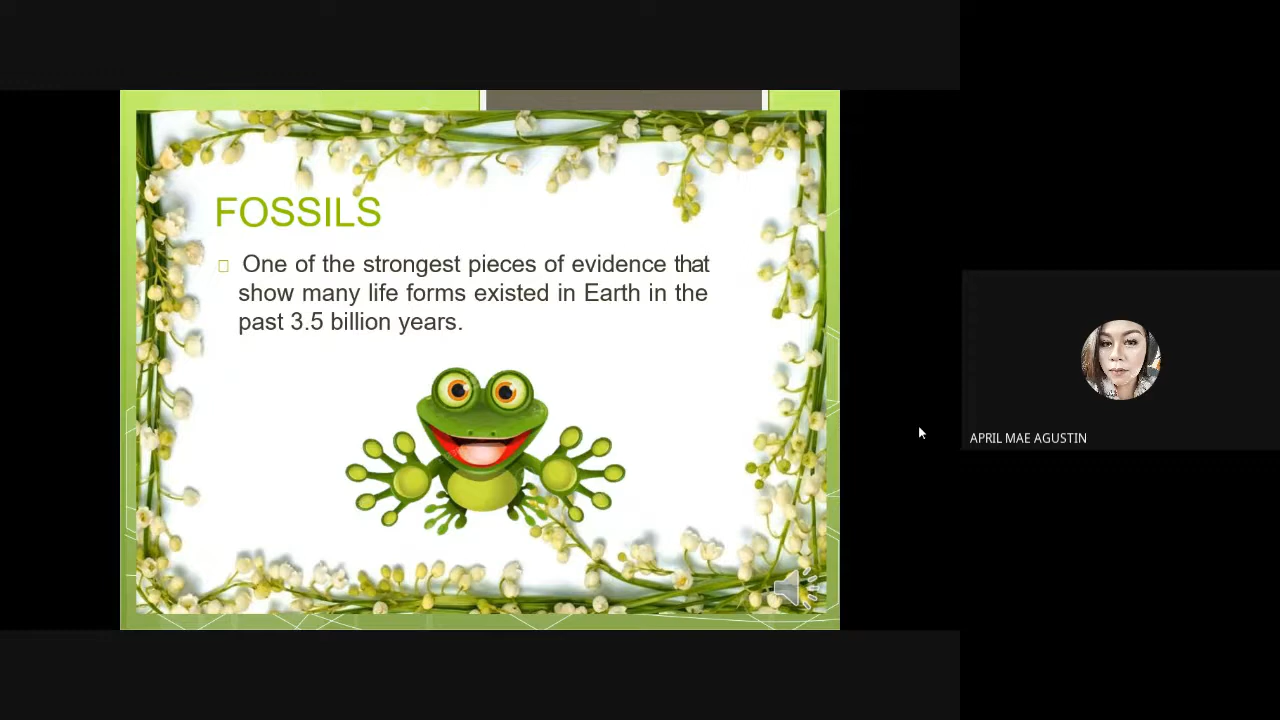 FOSSILS
One of the strongest pieces of evidence that
show many life forms existed in Earth in the
past 3.5 billion years.
APRIL MAE AGUSTIN